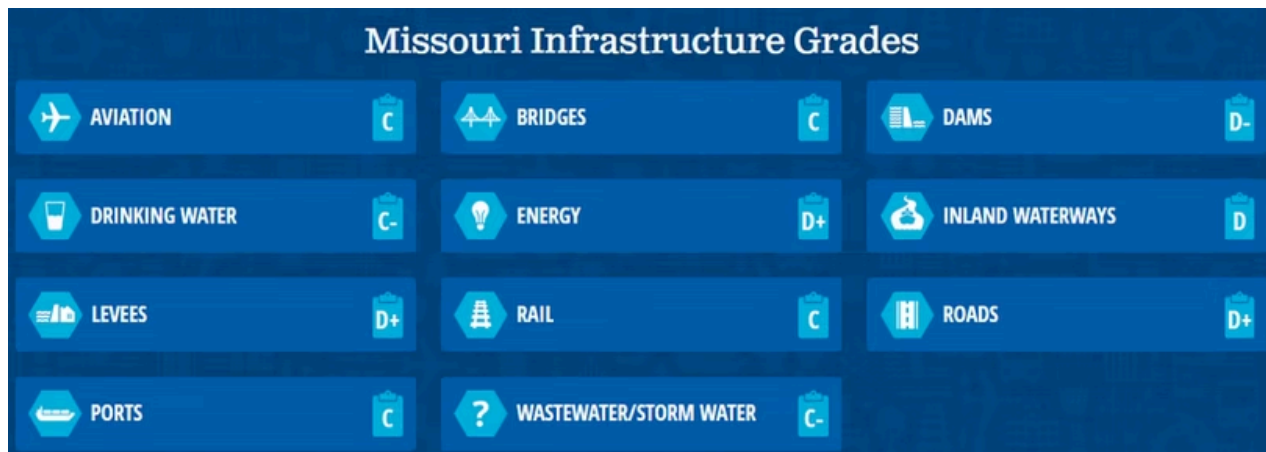 Missouri Infrastructure Grades
AVIATION C
BRIDGES C
DAMS D-
DRINKING WATER C-
ENERGY D+
INLAND WATERWAYS D
LEVEES D+
RAIL C
ROADS D+
PORTS C
? WASTEWATER/STORM WATER C-